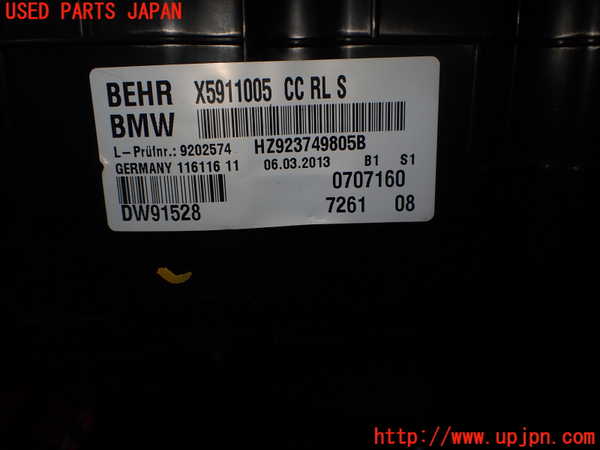 USED PARTS JAPAN
BEHR X5911005 CC RL S
BMW
L-Prüfnr.: 9202574 HZ923749805B
GERMANY 116116 11 06.03.2013 B1 S1
0707160
DW91528 7261 08
UPJ
http://www.upjpn.com/